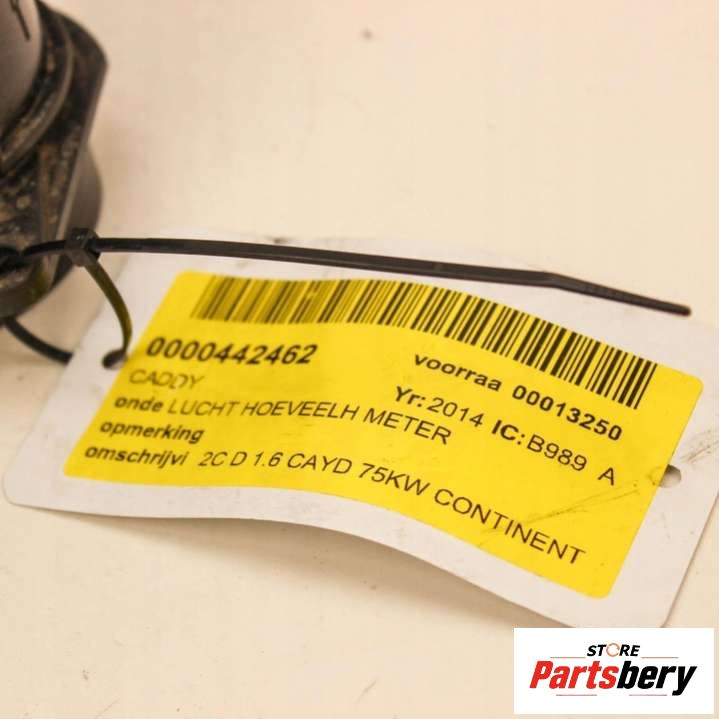 0000442462
voorraa 00013250
CADDY
Yr: 2014 IC: B989 A
onde LUCHT HOEVEELH METER
opmerking
omschrijvi 2C D 1.6 CAYD 75KW CONTINENT
STORE
Partsbery